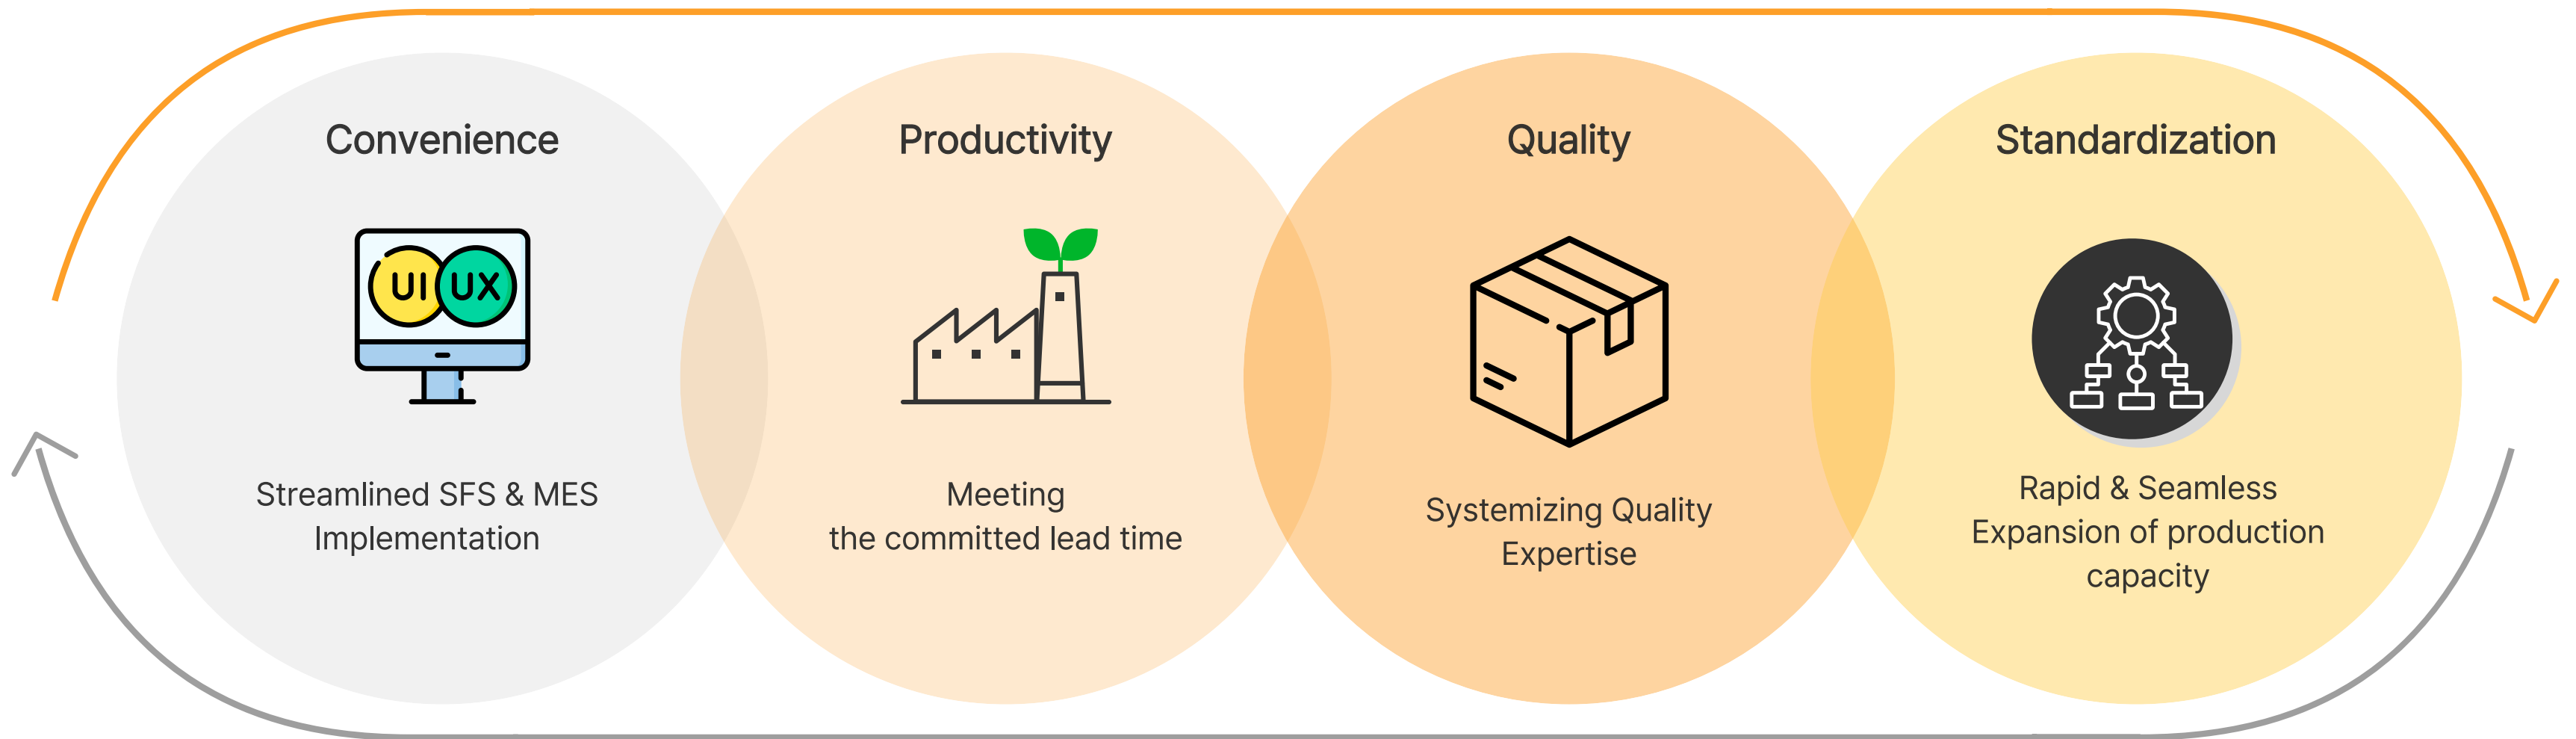 Convenience
UI UX
Streamlined SFS & MES
Implementation
Productivity
Meeting
the committed lead time
Quality
Systemizing Quality
Expertise
Standardization
Rapid & Seamless
Expansion of production
capacity